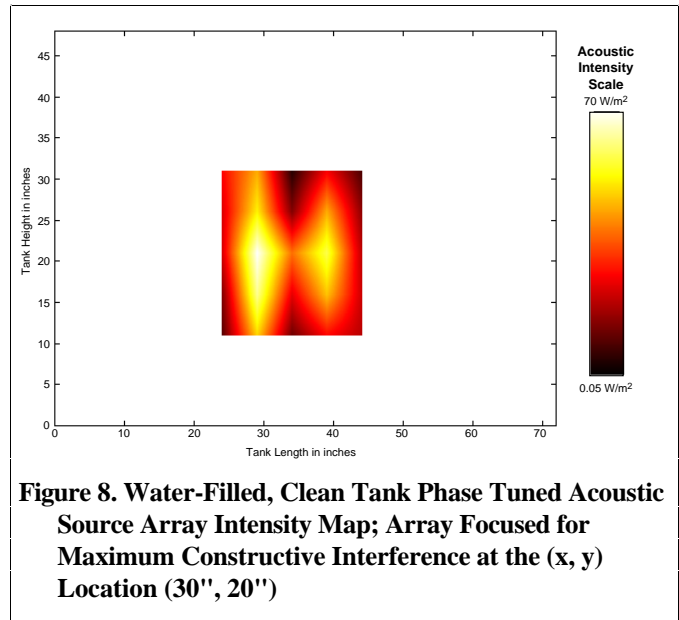 Acoustic
Intensity
Scale
70 W/m²
45
40
35
30
25
20
15
10
5
0
Tank Height in inches
0 10 20 30 40 50 60 70
Tank Length in inches
0.05 W/m²
Figure 8. Water-Filled, Clean Tank Phase Tuned Acoustic
Source Array Intensity Map; Array Focused for
Maximum Constructive Interference at the (x, y)
Location (30", 20")